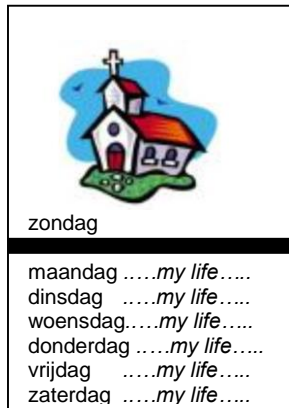 zondag
maandag .….my life…..
dinsdag .….my life…..
woensdag.….my life…..
donderdag .….my life…..
vrijdag .….my life…..
zaterdag .….my life…..